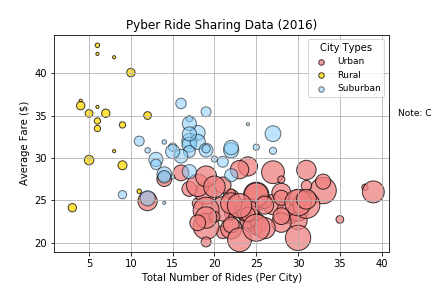 Pyber Ride Sharing Data (2016)
City Types
Urban
Rural
Suburban
Note: C
Average Fare ($)
40
35
30
25
20
5
10
15
20
25
30
35
40
Total Number of Rides (Per City)